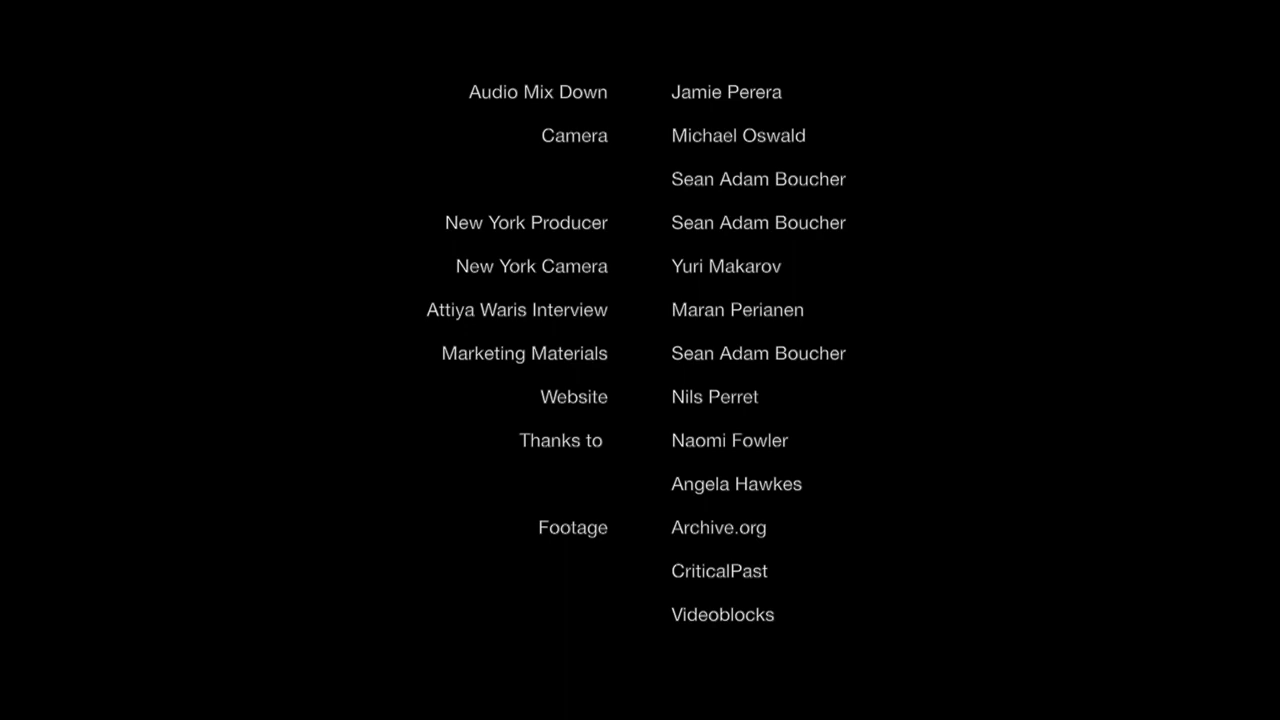 Audio Mix Down Jamie Perera
Camera Michael Oswald
Sean Adam Boucher
New York Producer Sean Adam Boucher
New York Camera Yuri Makarov
Attiya Waris Interview Maran Perianen
Marketing Materials Sean Adam Boucher
Website Nils Perret
Thanks to Naomi Fowler
Angela Hawkes
Footage Archive.org
CriticalPast
Videoblocks